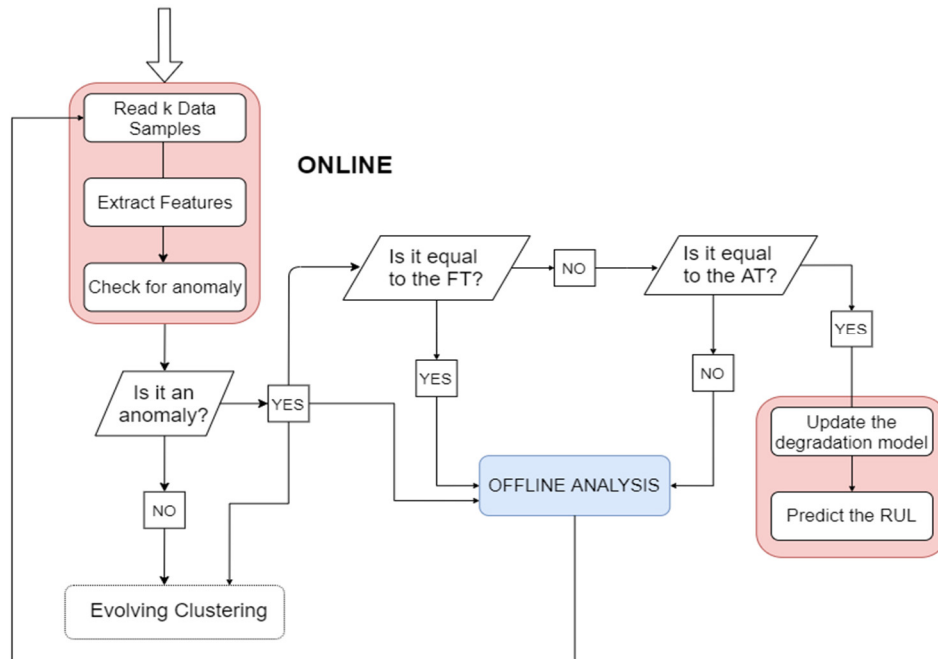 Read k Data
Samples
ONLINE
Extract Features
Check for anomaly
Is it equal
to the FT?
NO
Is it equal
to the AT?
YES
YES
NO
Is it an
anomaly?
YES
NO
Update the
degradation model
OFFLINE ANALYSIS
Predict the RUL
Evolving Clustering